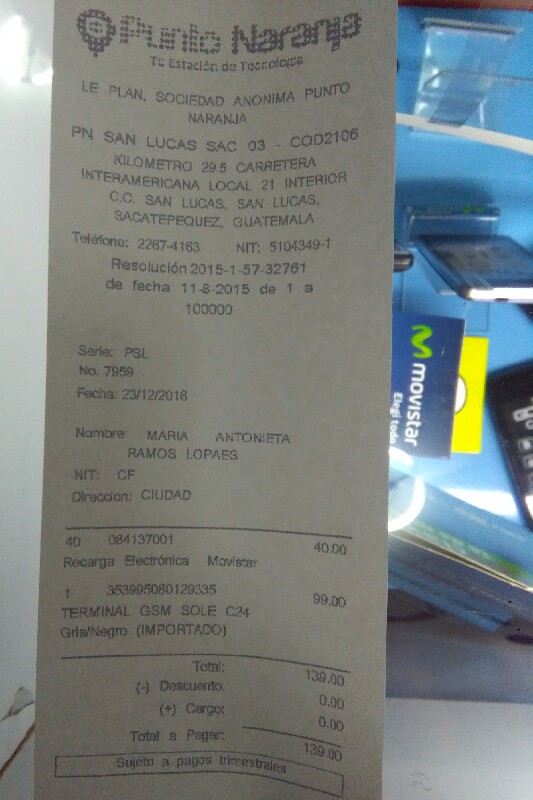 Punto Naranja
Tu Estación de Tecnología
LE PLAN, SOCIEDAD ANONIMA PUNTO
NARANJA
PN SAN LUCAS SAC 03 - COD2106
KILOMETRO 29.5 CARRETERA
INTERAMERICANA LOCAL 21 INTERIOR
C.C. SAN LUCAS, SAN LUCAS,
SACATEPEQUEZ, GUATEMALA
Teléfono: 2267-4163 NIT: 5104349-1
Resolución 2015-1-57-32761
de fecha 11-8-2015 de 1 a
100000
Serie: PSL
No. 7959
Fecha: 23/12/2016
Nombre: MARIA ANTONIETA
RAMOS LOPAES
NIT: CF
Direccion: CIUDAD
40 084137001 40.00
Recarga Electrónica Movistar
1 353995080129335 99.00
TERMINAL GSM SOLE C24
Gris/Negro (IMPORTADO)
Total: 139.00
(-) Descuento: 0.00
(+) Cargo: 0.00
Total a Pagar: 139.00
Sujeto a pagos trimestrales
movistar
Elegí todo